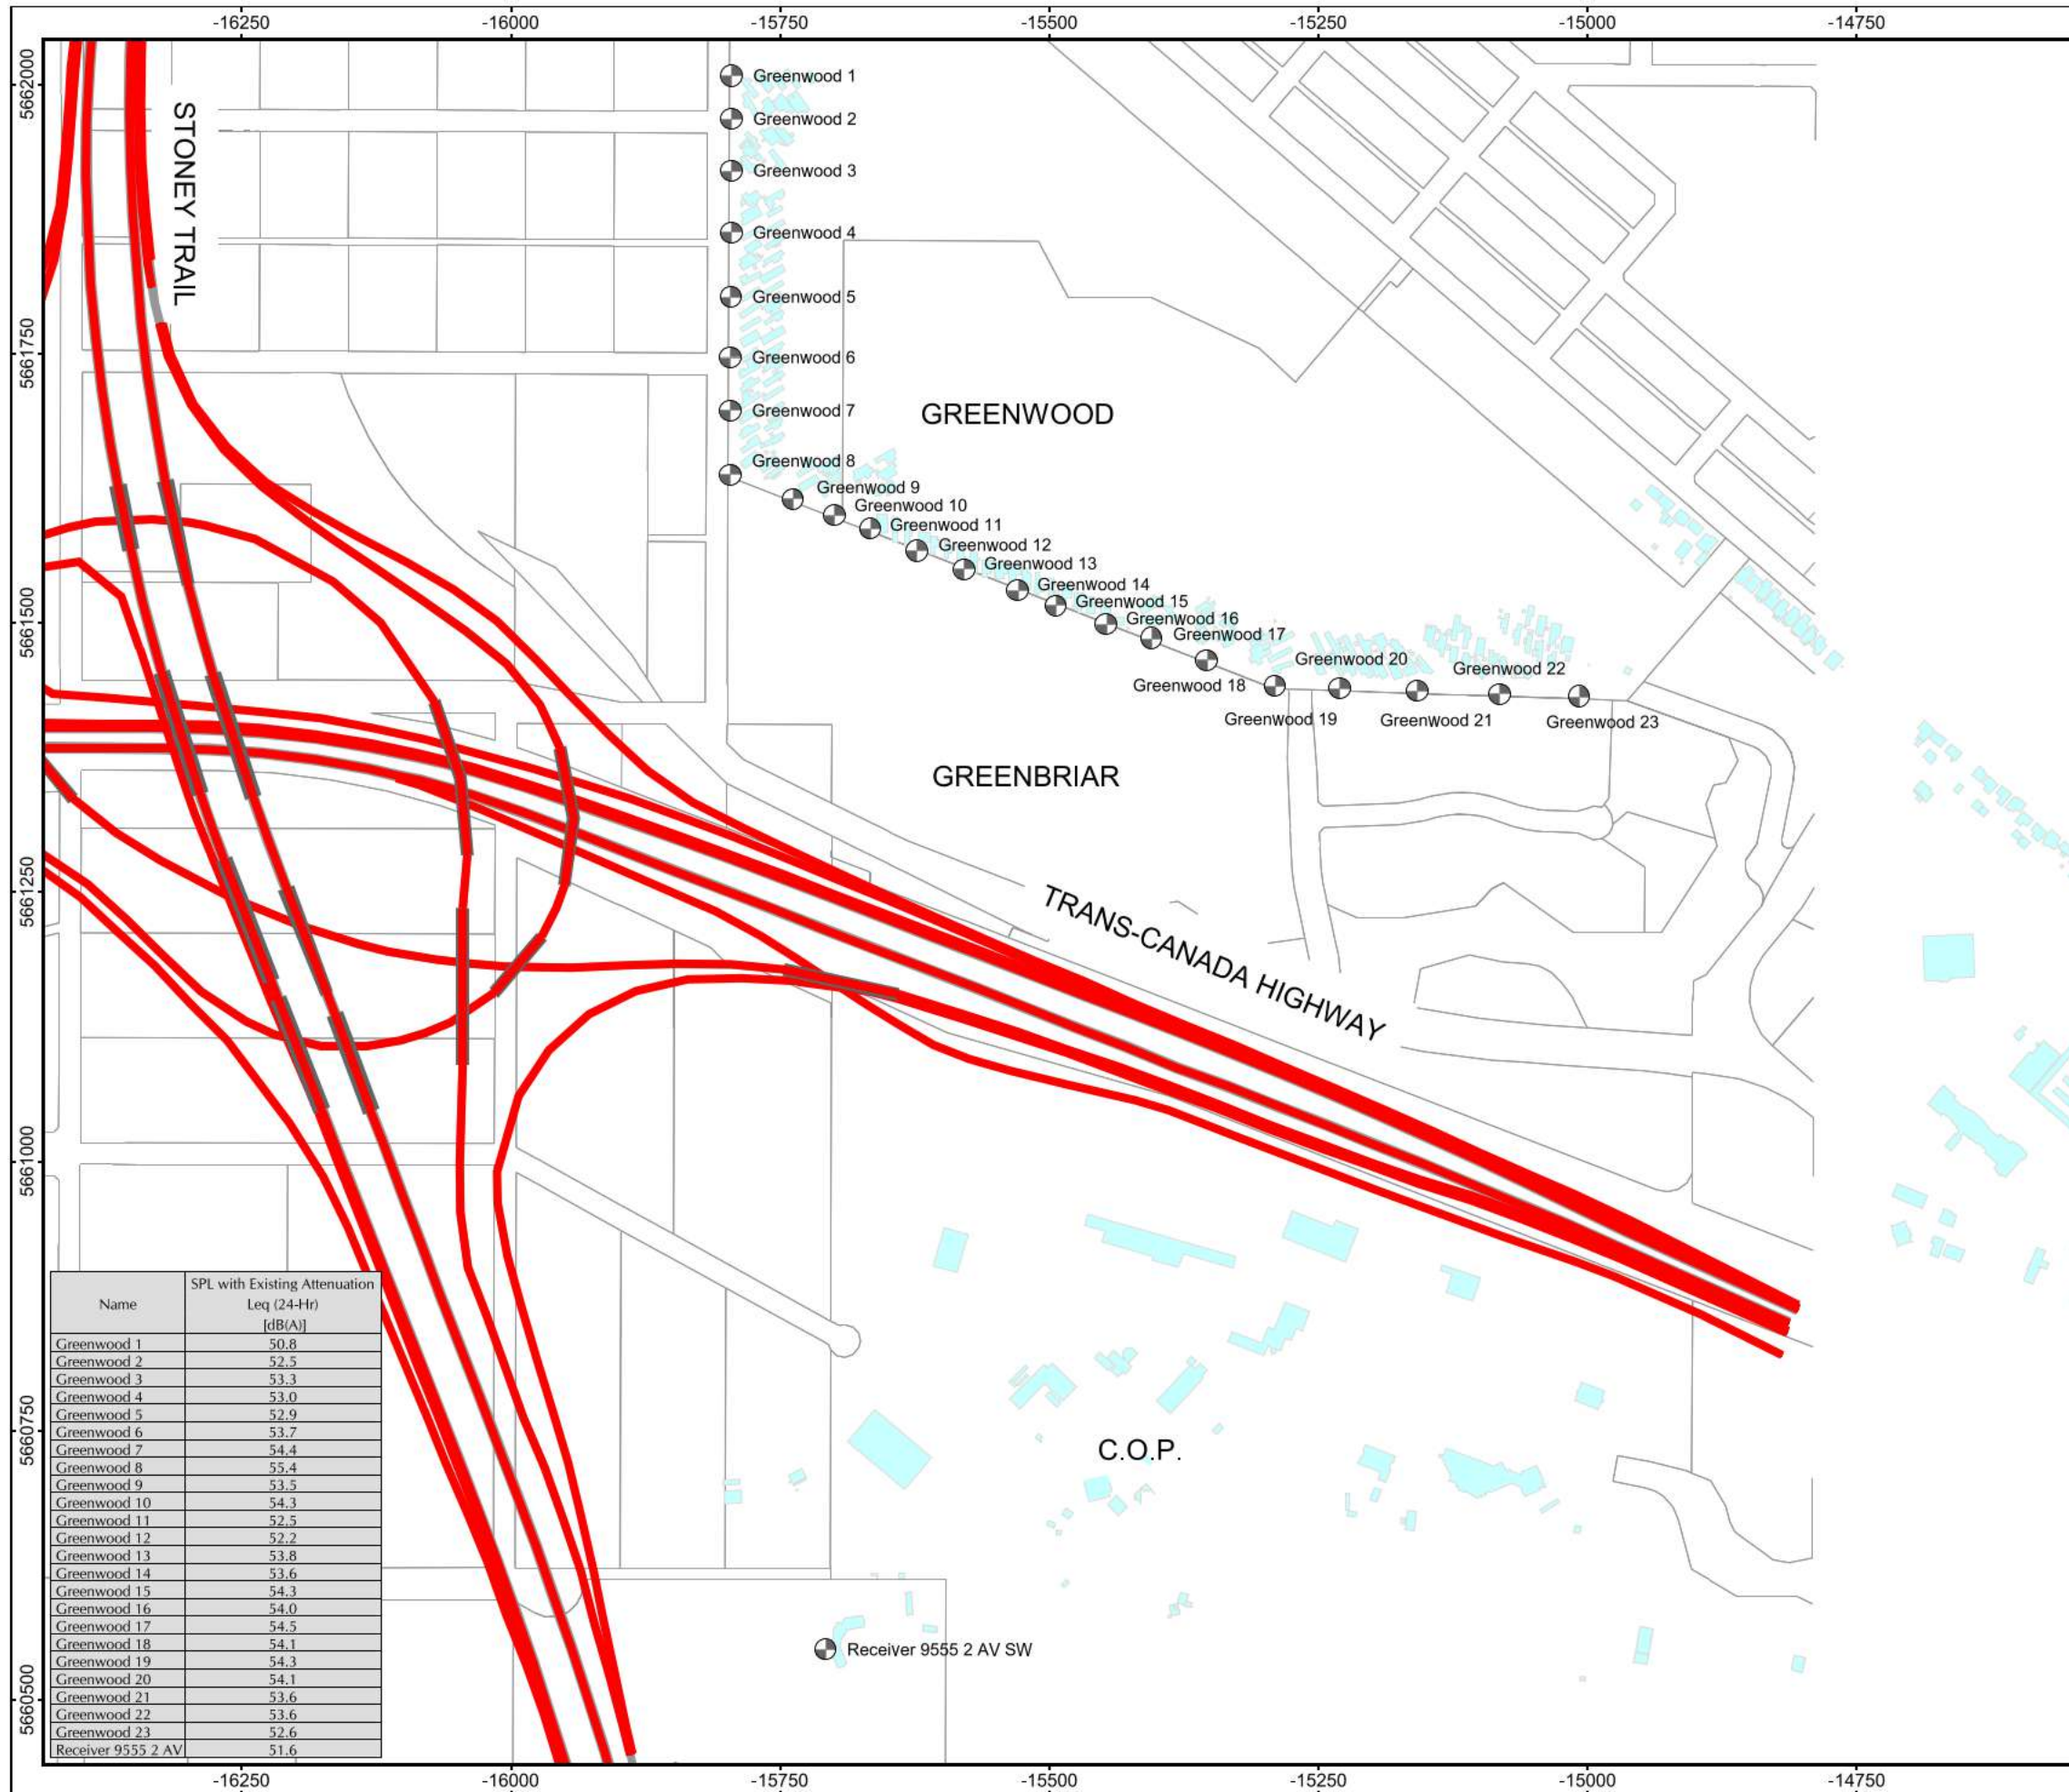 -16250 -16000 -15750 -15500 -15250 -15000 -14750
5662000
5661750
5661500
5661250
5661000
5660750
5660500
STONEY TRAIL
Greenwood 1
Greenwood 2
Greenwood 3
Greenwood 4
Greenwood 5
Greenwood 6
Greenwood 7
Greenwood 8
Greenwood 9
Greenwood 10
Greenwood 11
Greenwood 12
Greenwood 13
Greenwood 14
Greenwood 15
Greenwood 16
Greenwood 17
Greenwood 18
Greenwood 19
Greenwood 20
Greenwood 21
Greenwood 22
Greenwood 23
GREENWOOD
GREENBRIAR
TRANS-CANADA HIGHWAY
C.O.P.
Receiver 9555 2 AV SW
Name
SPL with Existing Attenuation
Leq (24-Hr)
[dB(A)]
Greenwood 1 50.8
Greenwood 2 52.5
Greenwood 3 53.3
Greenwood 4 53.0
Greenwood 5 52.9
Greenwood 6 53.7
Greenwood 7 54.4
Greenwood 8 55.4
Greenwood 9 53.5
Greenwood 10 54.3
Greenwood 11 52.5
Greenwood 12 52.2
Greenwood 13 53.8
Greenwood 14 53.6
Greenwood 15 54.3
Greenwood 16 54.0
Greenwood 17 54.5
Greenwood 18 54.1
Greenwood 19 54.3
Greenwood 20 54.1
Greenwood 21 53.6
Greenwood 22 53.6
Greenwood 23 52.6
Receiver 9555 2 AV 51.6
-16250 -16000 -15750 -15500 -15250 -15000 -14750